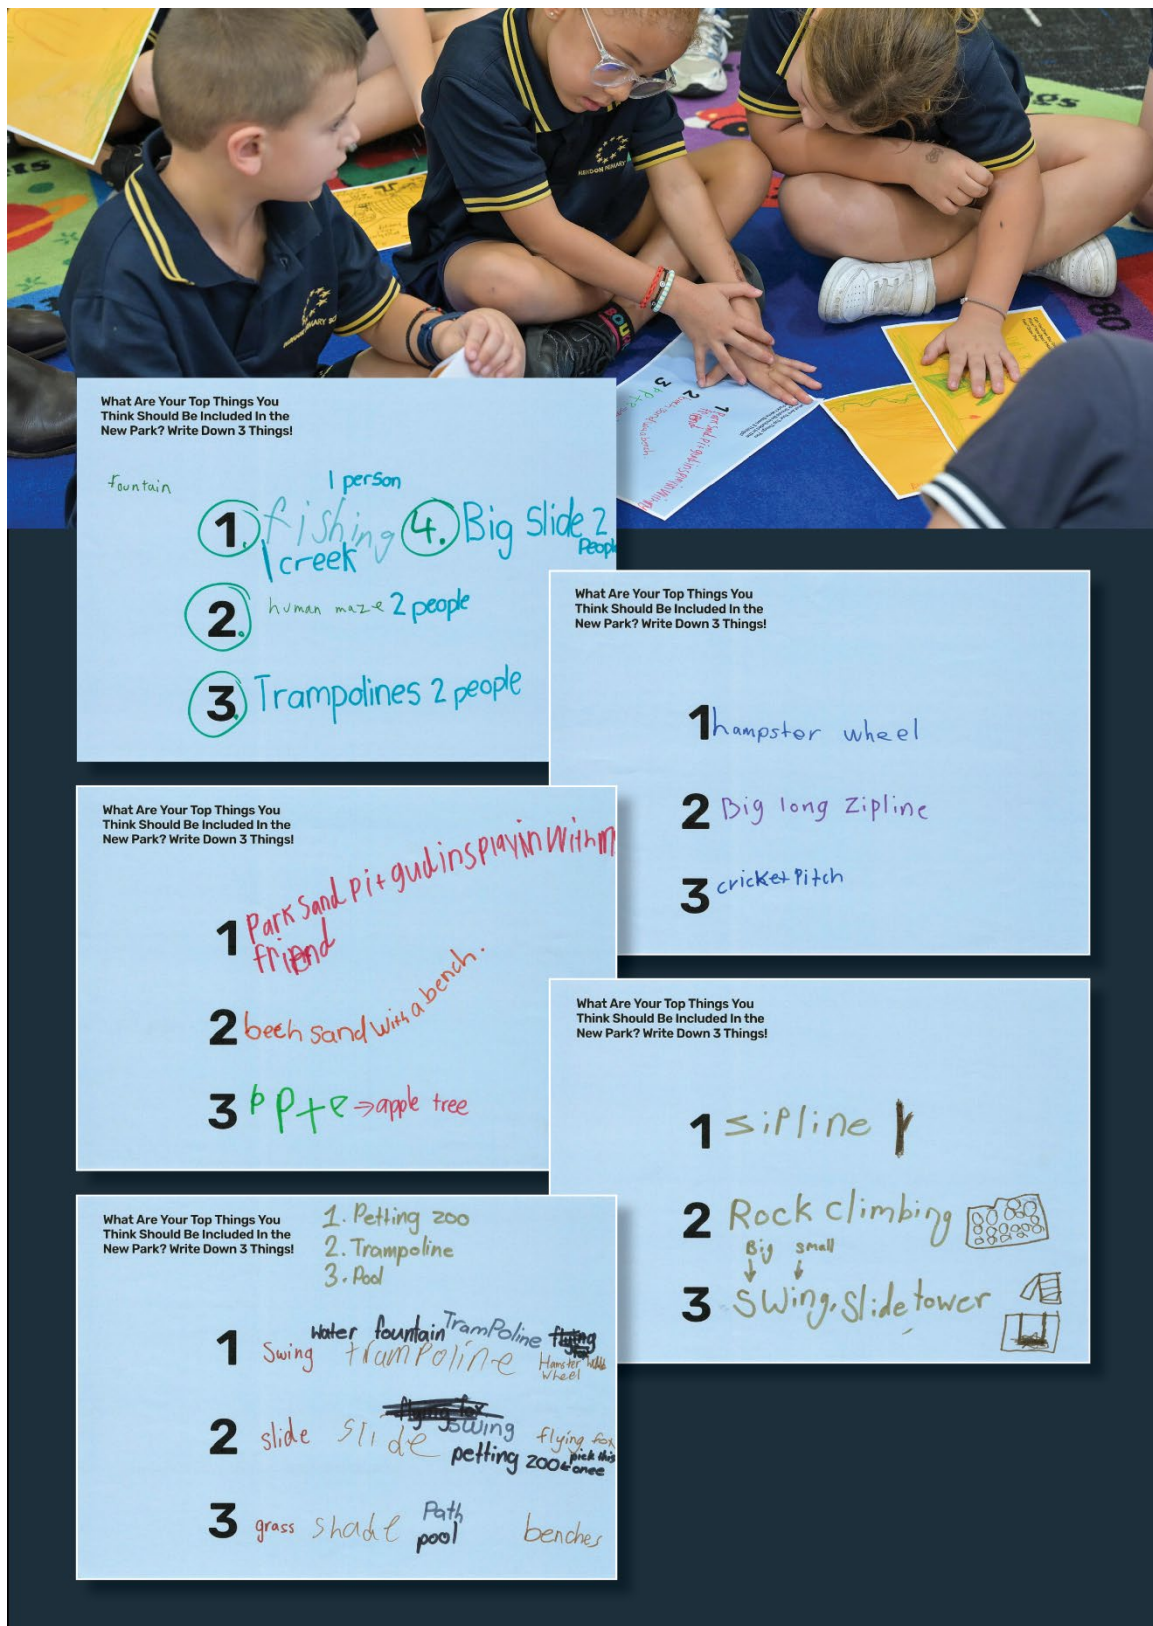 HENDON PRIMARY
80
What Are Your Top Things You
Think Should Be Included In the
New Park? Write Down 3 Things!
fountain
1 person
1. fishing 4. Big Slide 2
creek People
2. human maze 2 people
3. Trampolines 2 people
What Are Your Top Things You
Think Should Be Included In the
New Park? Write Down 3 Things!
1 hampster wheel
2 Big long Zipline
3 cricket Pitch
What Are Your Top Things You
Think Should Be Included In the
New Park? Write Down 3 Things!
1 Park sand pit gudins playin with m
friend
2 beeh sand with a bench.
3 PPte → apple tree
What Are Your Top Things You
Think Should Be Included In the
New Park? Write Down 3 Things!
1 sipline
2 Rock climbing
Big small
3 swing, slide tower
What Are Your Top Things You
Think Should Be Included In the
New Park? Write Down 3 Things!
1. Petting zoo
2. Trampoline
3. Pool
Water fountain TramPoline
1 Swing trampoline Hamster
Wheel
flying fox
2 slide slide swing flying fox
petting zoo pick this
onee
Path
3 grass shade pool benches